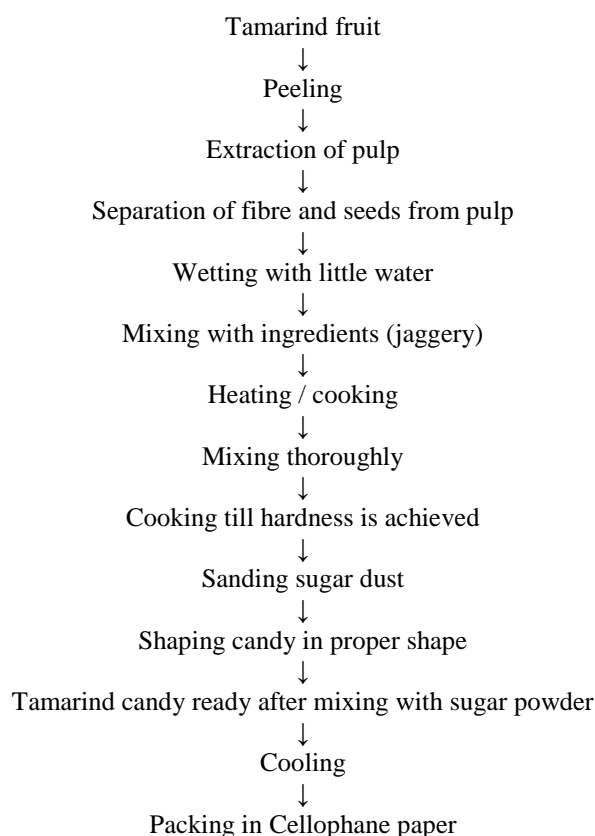 Tamarind fruit
↓
Peeling
↓
Extraction of pulp
↓
Separation of fibre and seeds from pulp
↓
Wetting with little water
↓
Mixing with ingredients (jaggery)
↓
Heating / cooking
↓
Mixing thoroughly
↓
Cooking till hardness is achieved
↓
Sanding sugar dust
↓
Shaping candy in proper shape
↓
Tamarind candy ready after mixing with sugar powder
↓
Cooling
↓
Packing in Cellophane paper